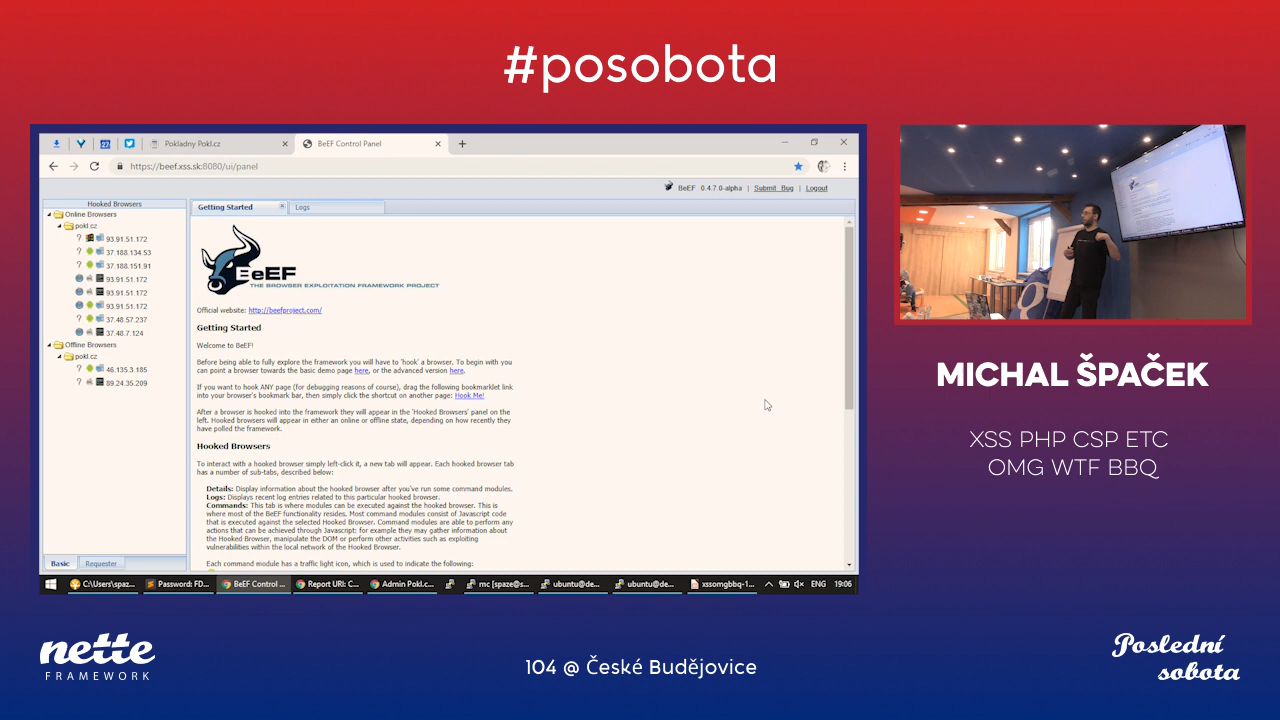 #posobota
Pokladny Pokl.cz
BeEF Control Panel
https://beef.xss.sk:8080/ui/panel
BeEF 0.4.7.0-alpha | Submit Bug | Logout
Hooked Browsers
Online Browsers
pokl.cz
93.91.51.172
37.188.134.53
37.188.151.91
93.91.51.172
93.91.51.172
93.91.51.172
37.48.57.237
37.48.7.124
Offline Browsers
pokl.cz
46.135.3.185
89.24.35.209
Basic
Requester
Getting Started
Logs
BeEF
THE BROWSER EXPLOITATION FRAMEWORK PROJECT
Official website: http://beefproject.com/
Getting Started
Welcome to BeEF!
Before being able to fully explore the framework you will have to 'hook' a browser. To begin with you
can point a browser towards the basic demo page here, or the advanced version here.
If you want to hook ANY page (for debugging reasons of course), drag the following bookmarklet link
into your browser's bookmark bar, then simply click the shortcut on another page: Hook Me!
After a browser is hooked into the framework they will appear in the 'Hooked Browsers' panel on the
left. Hooked browsers will appear in either an online or offline state, depending on how recently they
have polled the framework.
Hooked Browsers
To interact with a hooked browser simply left-click it, a new tab will appear. Each hooked browser tab
has a number of sub-tabs, described below:
Details: Display information about the hooked browser after you've run some command modules.
Logs: Displays recent log entries related to this particular hooked browser.
Commands: This tab is where modules can be executed against the hooked browser. This is
where most of the BeEF functionality resides. Most command modules consist of Javascript code
that is executed against the selected Hooked Browser. Command modules are able to perform any
actions that can be achieved through Javascript: for example they may gather information about
the Hooked Browser, manipulate the DOM or perform other activities such as exploiting
vulnerabilities within the local network of the Hooked Browser.
Each command module has a traffic light icon, which is used to indicate the following:
C:\Users\spaz...
Password: FD...
BeEF Control ...
Report URI: C...
Admin Pokl.c...
mc [spaze@s...
ubuntu@de...
ubuntu@de...
xssomgbbq-1...
ENG
19:06
MICHAL ŠPAČEK
XSS PHP CSP ETC
OMG WTF BBQ
nette
FRAMEWORK
104 @ České Budějovice
Poslední
sobota